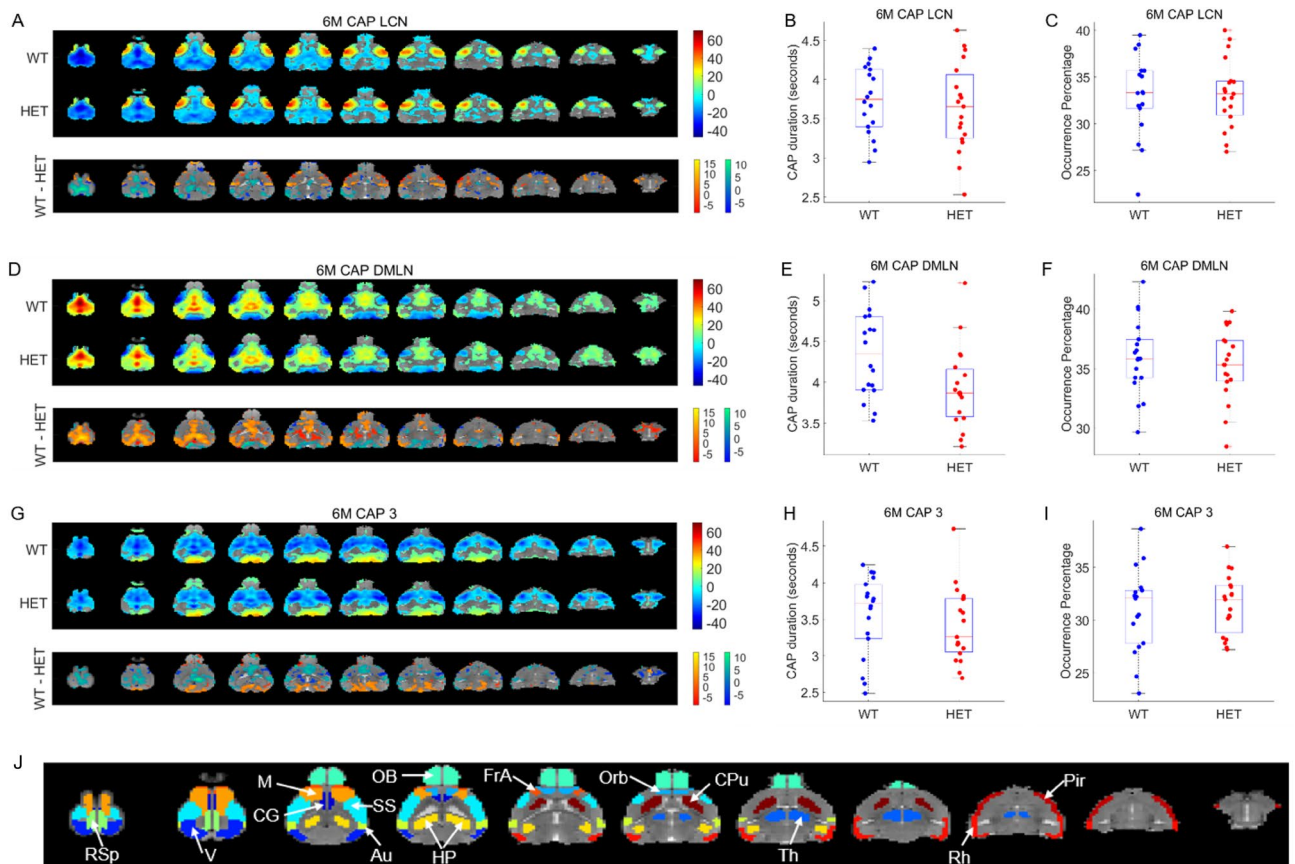 A
6M CAP LCN
WT
HET
WT - HET
60
40
20
0
-20
-40
15
10
5
0
-5
10
5
0
-5
B
6M CAP LCN
CAP duration (seconds)
4.5
4
3.5
3
2.5
WT
HET
C
6M CAP LCN
Occurrence Percentage
40
35
30
25
WT
HET
D
6M CAP DMLN
WT
HET
WT - HET
60
40
20
0
-20
-40
15
10
5
0
-5
10
5
0
-5
E
6M CAP DMLN
CAP duration (seconds)
5
4.5
4
3.5
WT
HET
F
6M CAP DMLN
Occurrence Percentage
40
35
30
WT
HET
G
6M CAP 3
WT
HET
WT - HET
60
40
20
0
-20
-40
15
10
5
0
-5
10
5
0
-5
H
6M CAP 3
CAP duration (seconds)
4.5
4
3.5
3
2.5
WT
HET
I
6M CAP 3
Occurrence Percentage
35
30
25
WT
HET
J
M
OB
FrA
Orb
CPu
Pir
CG
SS
RSp
V
Au
HP
Th
Rh